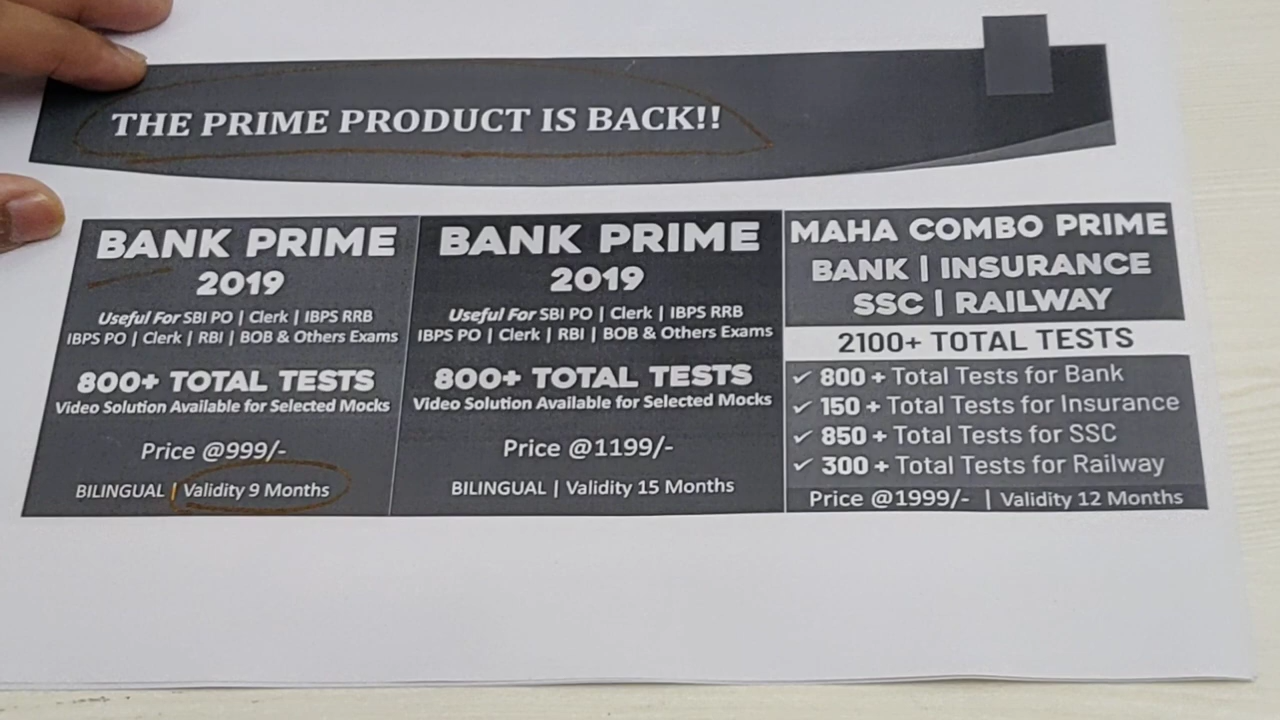 THE PRIME PRODUCT IS BACK!!
BANK PRIME
2019
Useful For SBI PO | Clerk | IBPS RRB
IBPS PO | Clerk | RBI | BOB & Others Exams
800+ TOTAL TESTS
Video Solution Available for Selected Mocks
Price @999/-
BILINGUAL | Validity 9 Months
BANK PRIME
2019
Useful For SBI PO | Clerk | IBPS RRB
IBPS PO | Clerk | RBI | BOB & Others Exams
800+ TOTAL TESTS
Video Solution Available for Selected Mocks
Price @1199/-
BILINGUAL | Validity 15 Months
MAHA COMBO PRIME
BANK | INSURANCE
SSC | RAILWAY
2100+ TOTAL TESTS
✓ 800 + Total Tests for Bank
✓ 150 + Total Tests for Insurance
✓ 850 + Total Tests for SSC
✓ 300 + Total Tests for Railway
Price @1999/- | Validity 12 Months